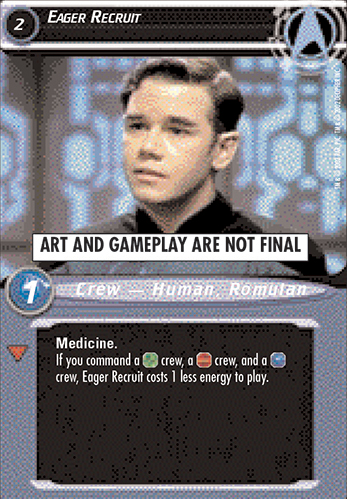 2
EAGER RECRUIT
ART AND GAMEPLAY ARE NOT FINAL
1
Crew — Human, Romulan
Medicine.
If you command a crew, a crew, and a
crew, Eager Recruit costs 1 less energy to play.